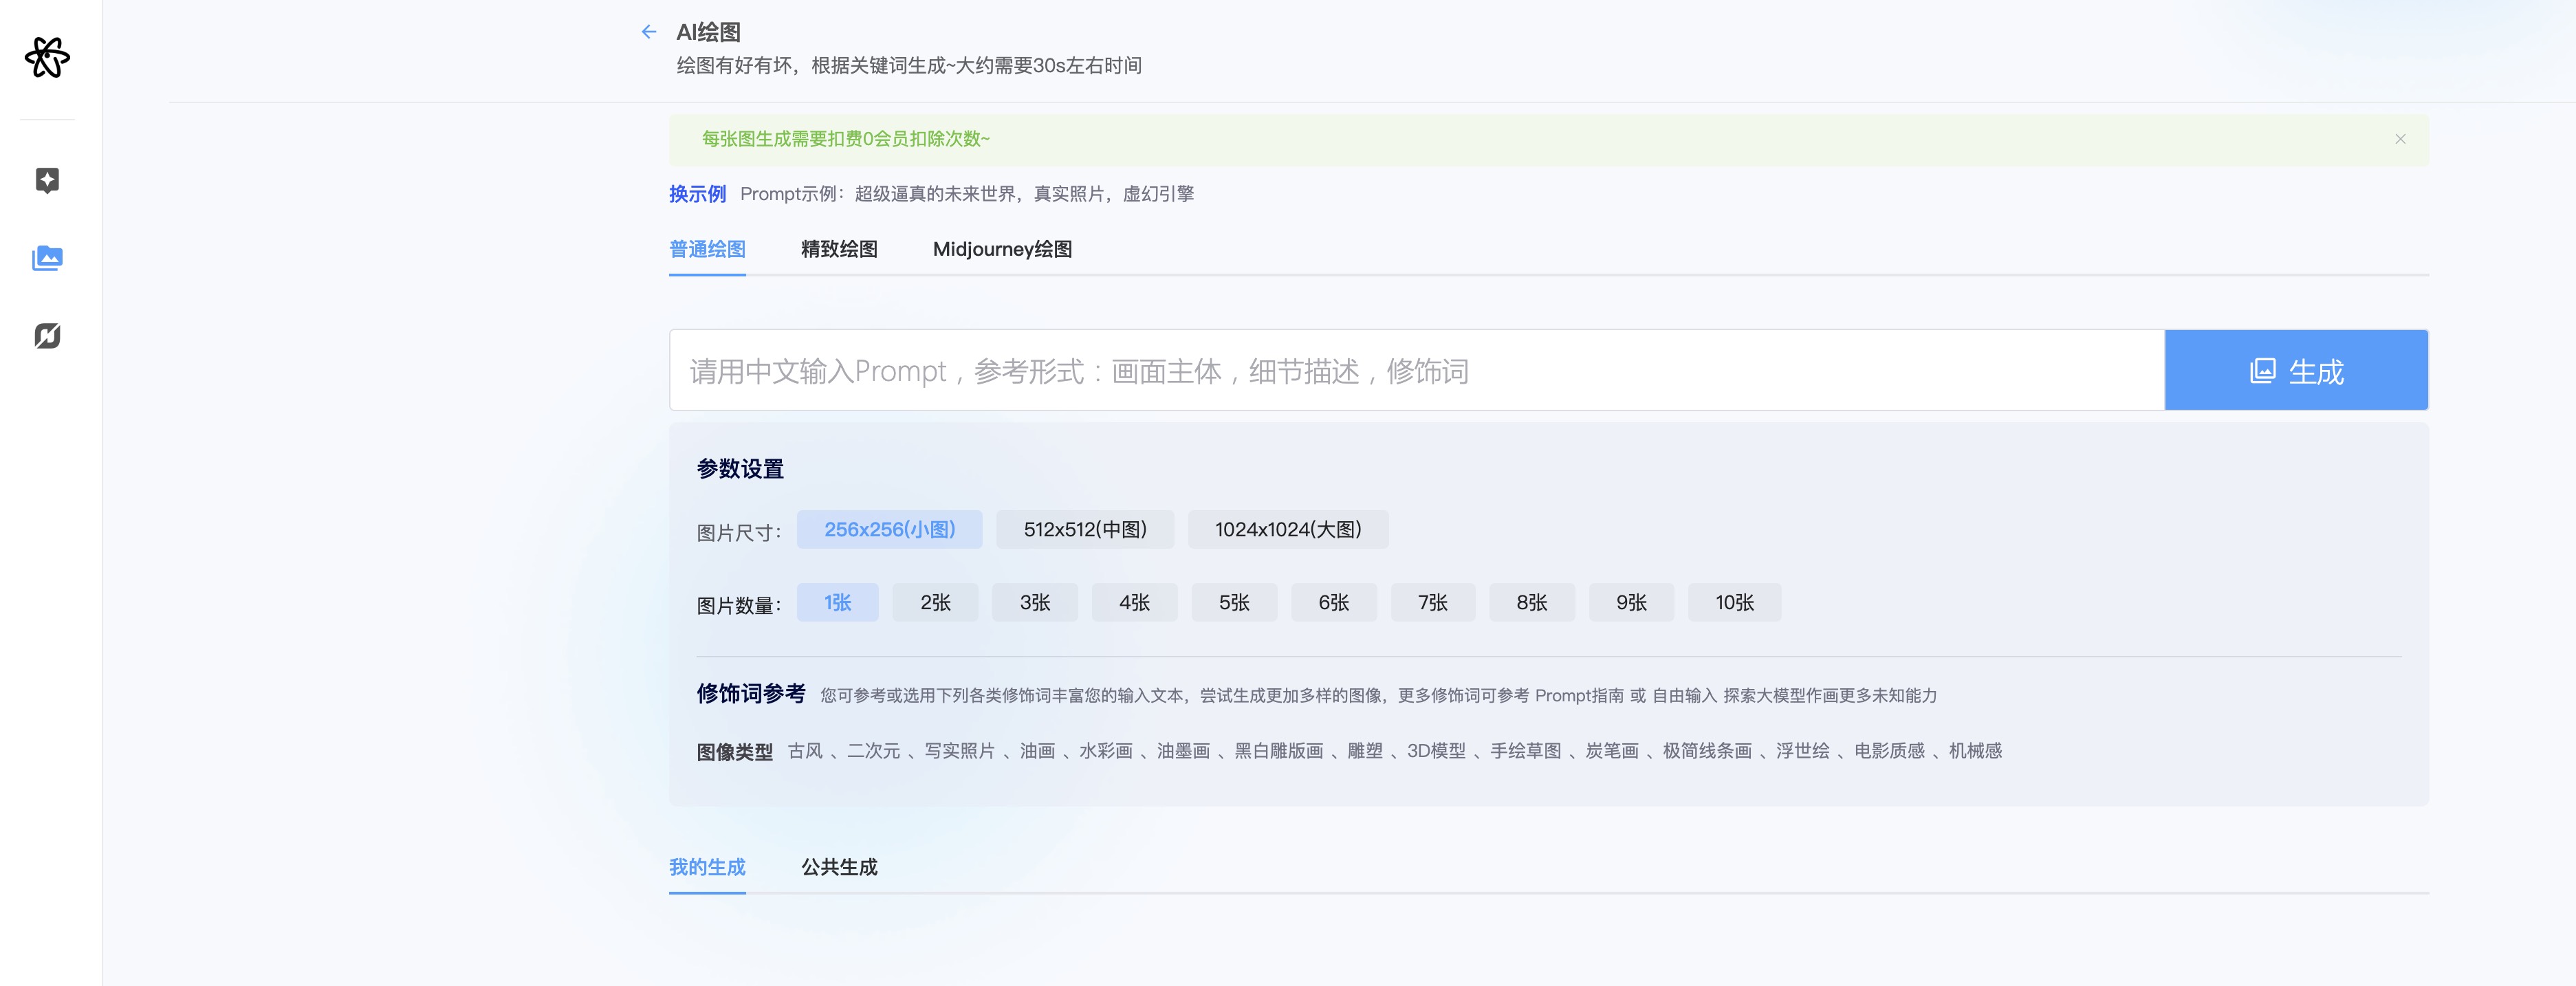 AI绘图
绘图有好有坏，根据关键词生成~大约需要30s左右时间
每张图生成需要扣费0会员扣除次数~
换示例 Prompt示例：超级逼真的未来世界，真实照片，虚幻引擎
普通绘图 精致绘图 Midjourney绘图
请用中文输入Prompt，参考形式：画面主体，细节描述，修饰词 生成
参数设置
图片尺寸： 256x256(小图) 512x512(中图) 1024x1024(大图)
图片数量： 1张 2张 3张 4张 5张 6张 7张 8张 9张 10张
修饰词参考 您可参考或选用下列各类修饰词丰富您的输入文本，尝试生成更加多样的图像，更多修饰词可参考 Prompt指南 或 自由输入 探索大模型作画更多未知能力
图像类型 古风 、二次元 、写实照片 、油画 、水彩画 、油墨画 、黑白雕版画 、雕塑 、3D模型 、手绘草图 、炭笔画 、极简线条画 、浮世绘 、电影质感 、机械感
我的生成 公共生成